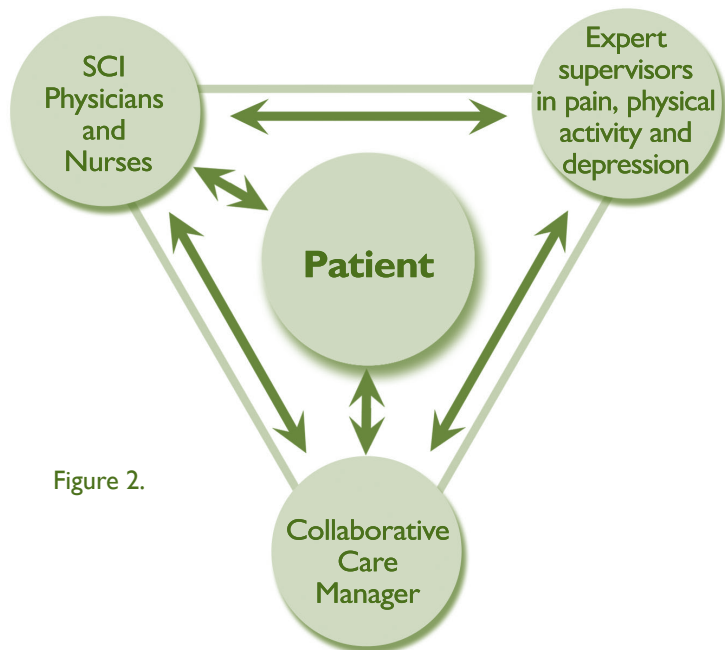 SCI
Physicians
and
Nurses
Expert
supervisors
in pain, physical
activity and
depression
Patient
Figure 2.
Collaborative
Care
Manager